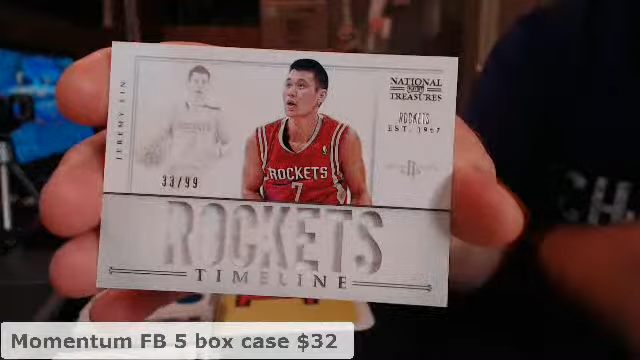 JEREMY LIN
NATIONAL
TREASURES
ROCKETS
EST. 1967
33/99
ROCKETS
7
ROCKETS
TIMELINE
CH
Momentum FB 5 box case $32